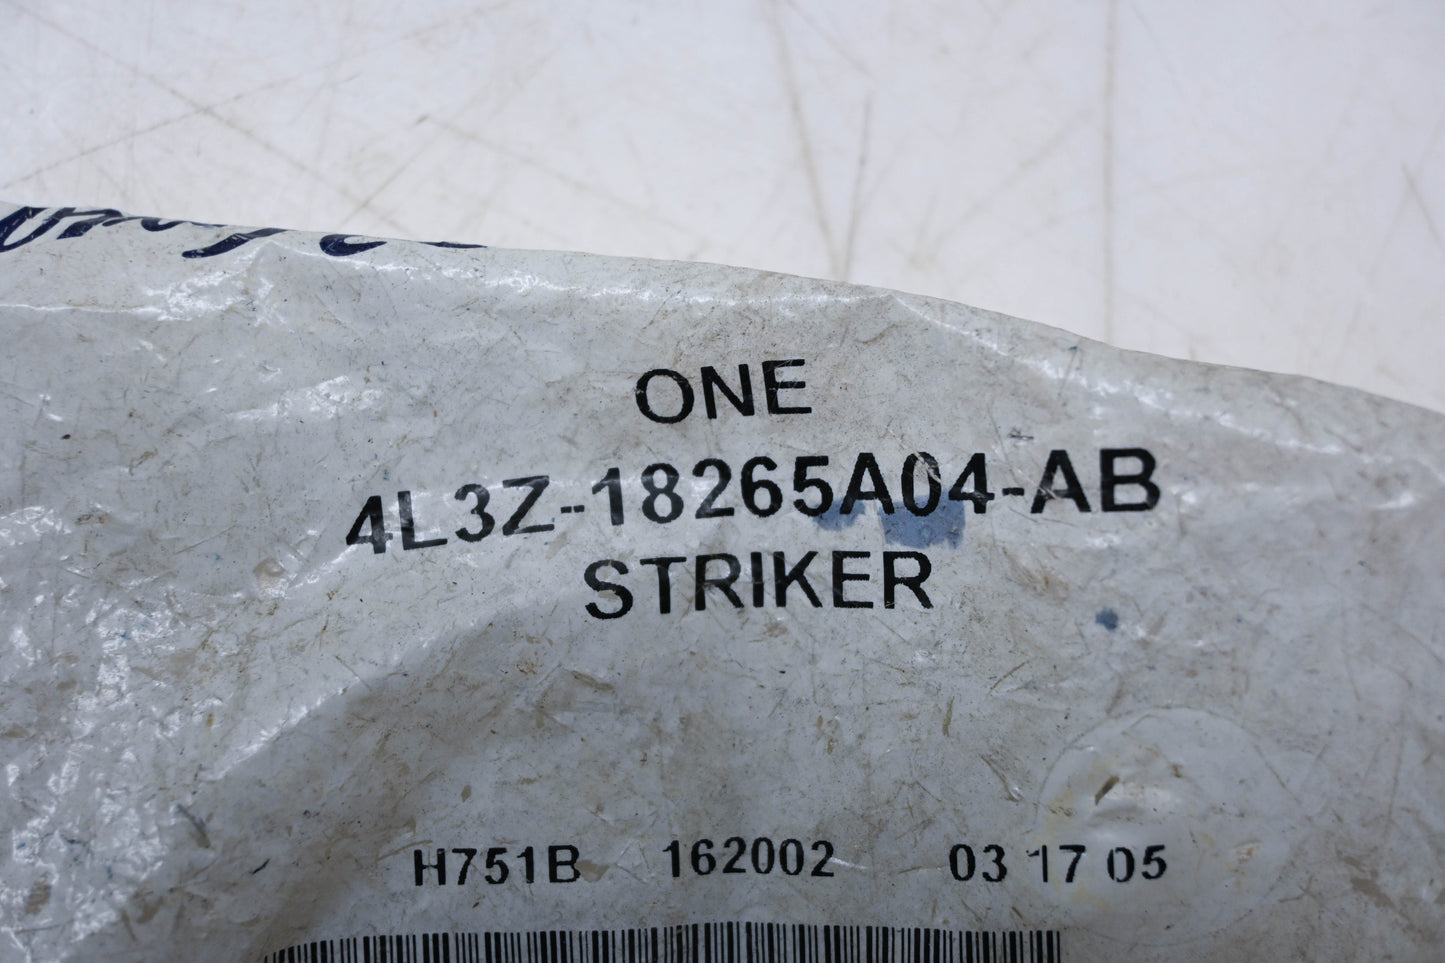 ONE
4L3Z-18265A04-AB
STRIKER
H751B 162002 03 17 05